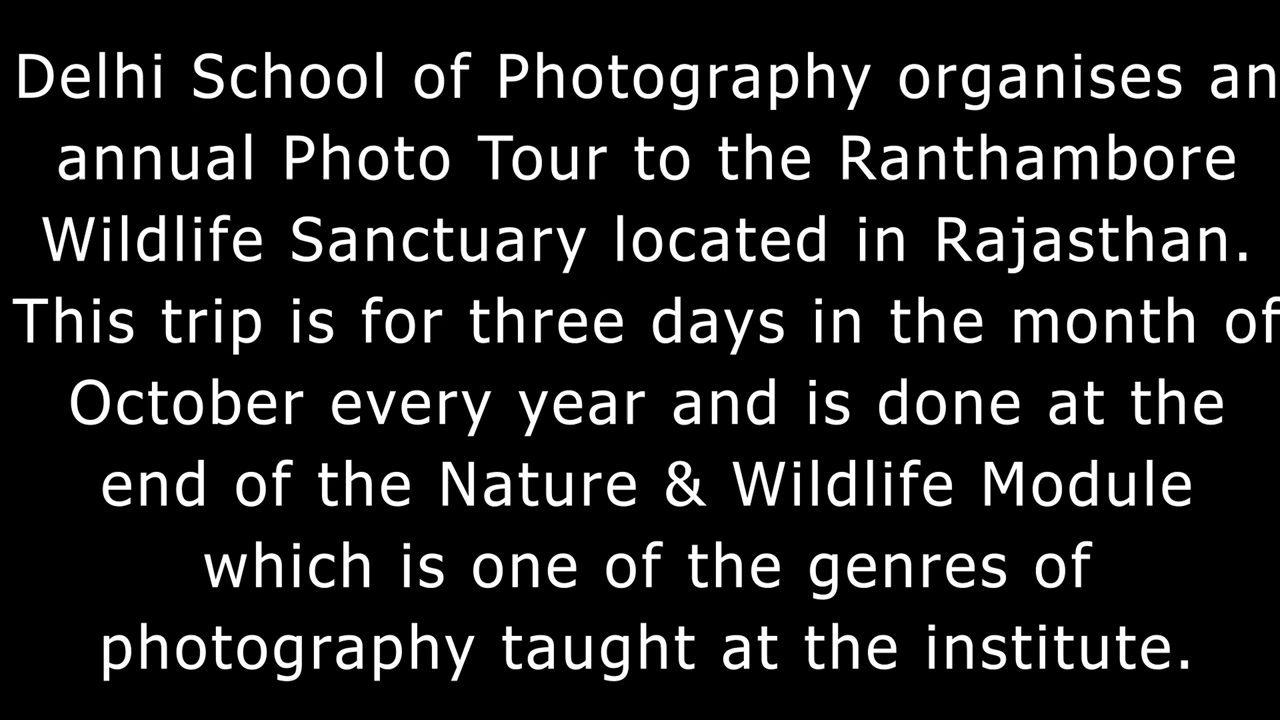 Delhi School of Photography organises an
annual Photo Tour to the Ranthambore
Wildlife Sanctuary located in Rajasthan.
This trip is for three days in the month of
October every year and is done at the
end of the Nature & Wildlife Module
which is one of the genres of
photography taught at the institute.